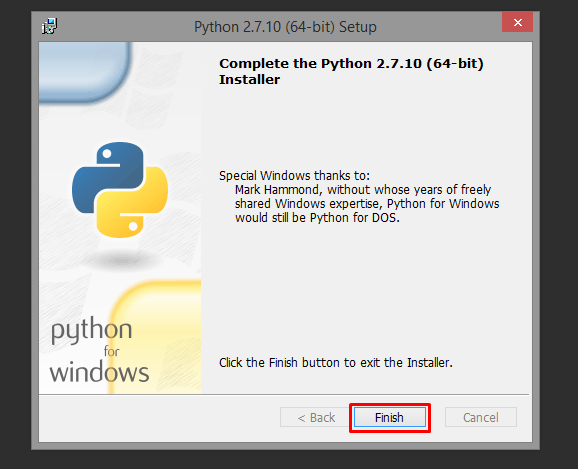 Python 2.7.10 (64-bit) Setup
Complete the Python 2.7.10 (64-bit)
Installer
Special Windows thanks to:
Mark Hammond, without whose years of freely
shared Windows expertise, Python for Windows
would still be Python for DOS.
python
for
windows
Click the Finish button to exit the Installer.
< Back
Finish
Cancel